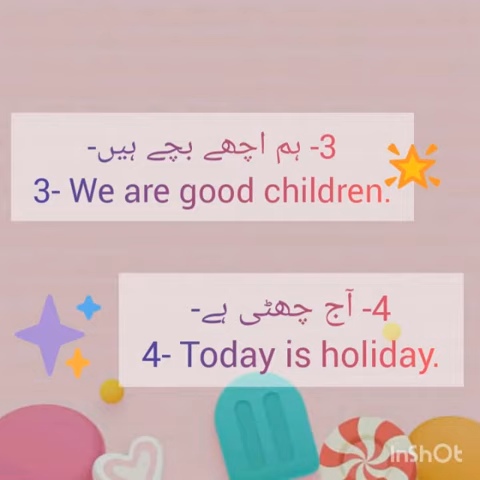 3- ہم اچھے بچے ہیں-
3- We are good children.
4- آج چھٹی ہے-
4- Today is holiday.
InShOt